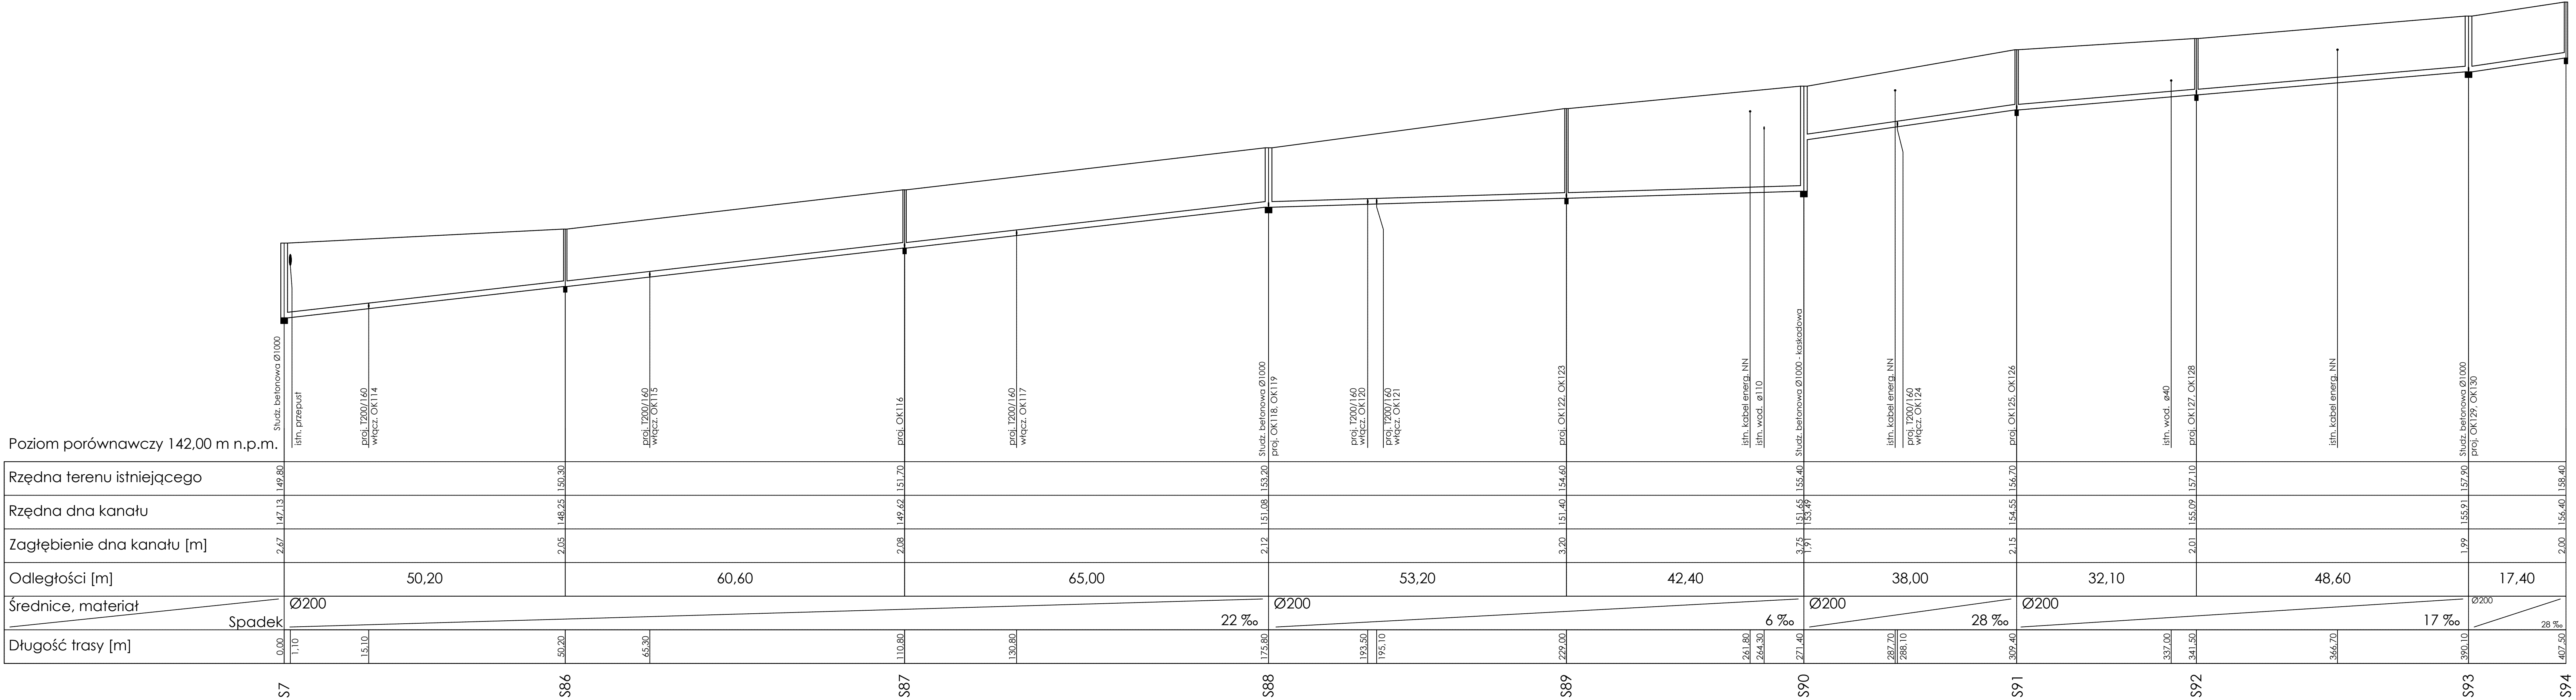 Studz. betonowa Ø1000
istn. przepust
proj. T200/160
włącz. OK114
proj. T200/160
włącz. OK115
proj. OK116
proj. T200/160
włącz. OK117
Studz. betonowa Ø1000
proj. OK118, OK119
proj. T200/160
włącz. OK120
proj. T200/160
włącz. OK121
proj. OK122, OK123
istn. kabel energ. NN
istn. wod. ø110
Studz. betonowa Ø1000 - kaskadowa
istn. kabel energ. NN
proj. T200/160
włącz. OK124
proj. OK125, OK126
istn. wod. ø40
proj. OK127, OK128
istn. kabel energ. NN
Studz. betonowa Ø1000
proj. OK129, OK130
Poziom porównawczy 142,00 m n.p.m.
Rzędna terenu istniejącego 149,80 150,30 151,70 153,20 154,60 155,40 156,70 157,10 157,90 158,40
Rzędna dna kanału 147,13 148,25 149,62 151,08 151,40 151,65 153,49 154,55 155,09 155,91 156,40
Zagłębienie dna kanału [m] 2,67 2,05 2,08 2,12 3,20 3,75 1,91 2,15 2,01 1,99 2,00
Odległości [m] 50,20 60,60 65,00 53,20 42,40 38,00 32,10 48,60 17,40
Średnice, materiał Ø200 Ø200 Ø200 Ø200 Ø200
Spadek 22 ‰ 6 ‰ 28 ‰ 17 ‰ 28 ‰
Długość trasy [m] 0,00 1,10 15,10 50,20 65,30 110,80 130,80 175,80 193,50 195,10 229,00 261,80 264,30 271,40 287,70 288,10 309,40 337,00 341,50 366,70 390,10 407,50
S7 S86 S87 S88 S89 S90 S91 S92 S93 S94